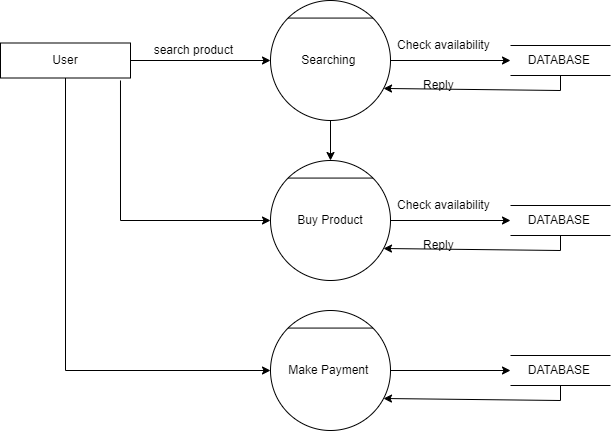 User
search product
Searching
Check availability
DATABASE
Reply
Buy Product
Check availability
DATABASE
Reply
Make Payment
DATABASE